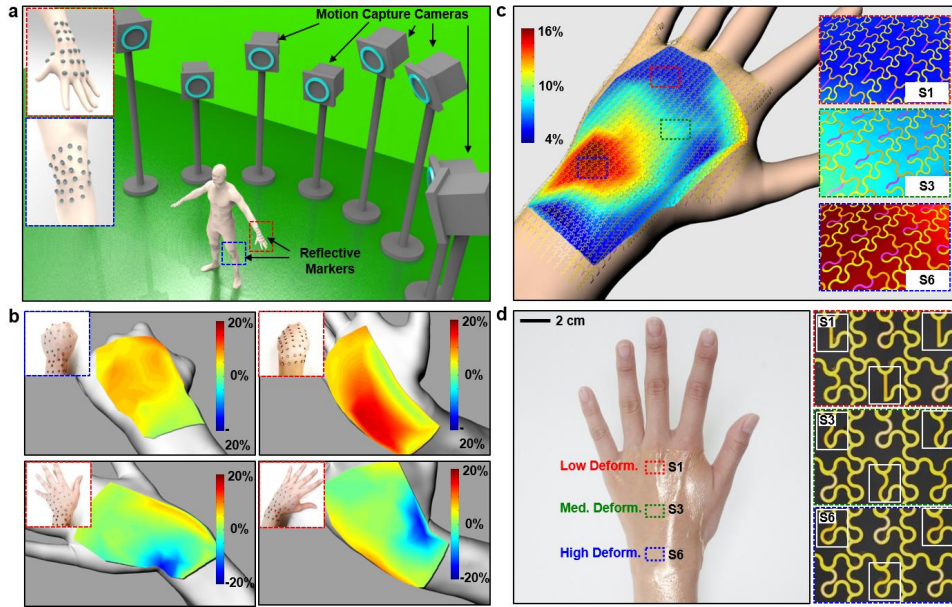 a
Motion Capture Cameras
Reflective
Markers
c
16%
10%
4%
S1
S3
S6
b
20%
0%
-
20%
20%
0%
-
20%
20%
0%
-20%
20%
0%
-20%
d
2 cm
Low Deform.
S1
Med. Deform.
S3
High Deform.
S6
S1
S3
S6